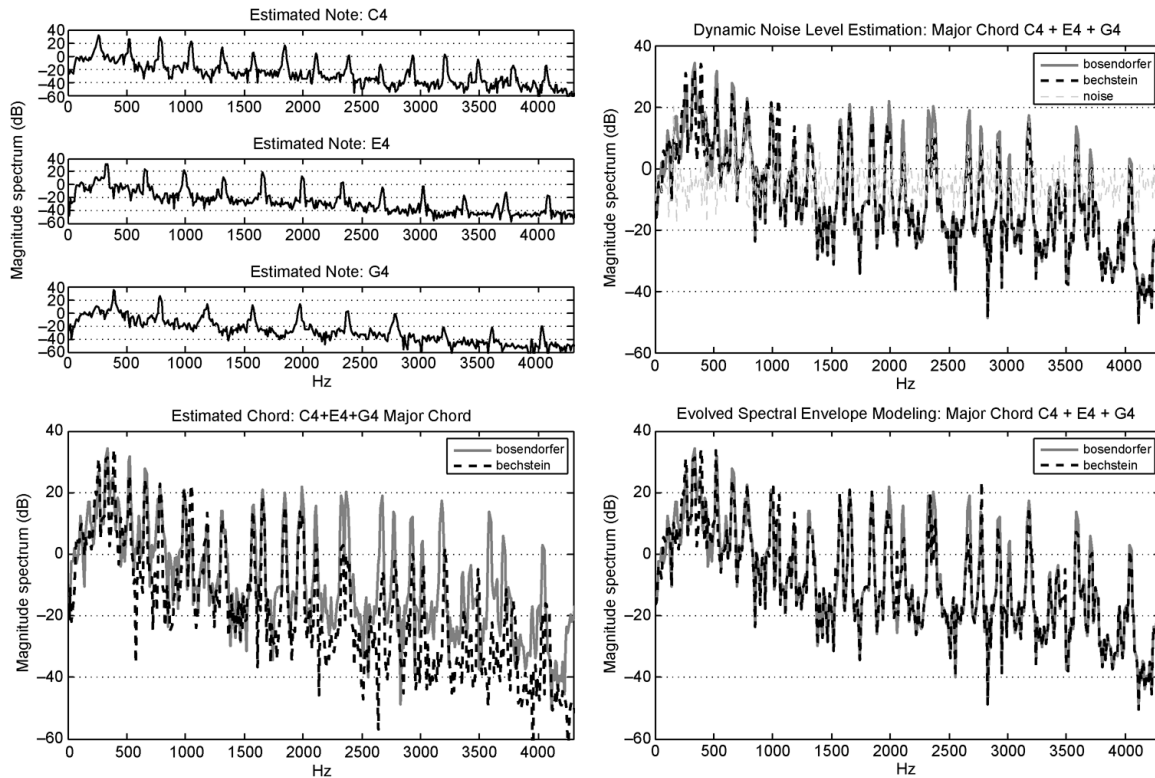 Estimated Note: C4
40
20
0
−20
−40
−60
0 500 1000 1500 2000 2500 3000 3500 4000
Estimated Note: E4
40
20
0
−20
−40
−60
0 500 1000 1500 2000 2500 3000 3500 4000
Estimated Note: G4
40
20
0
−20
−40
−60
0 500 1000 1500 2000 2500 3000 3500 4000
Hz
Magnitude spectrum (dB)
Dynamic Noise Level Estimation: Major Chord C4 + E4 + G4
bosendorfer
bechstein
noise
40
20
0
−20
−40
−60
0 500 1000 1500 2000 2500 3000 3500 4000
Hz
Magnitude spectrum (dB)
Estimated Chord: C4+E4+G4 Major Chord
bosendorfer
bechstein
40
20
0
−20
−40
−60
0 500 1000 1500 2000 2500 3000 3500 4000
Hz
Magnitude spectrum (dB)
Evolved Spectral Envelope Modeling: Major Chord C4 + E4 + G4
bosendorfer
bechstein
40
20
0
−20
−40
−60
0 500 1000 1500 2000 2500 3000 3500 4000
Hz
Magnitude spectrum (dB)